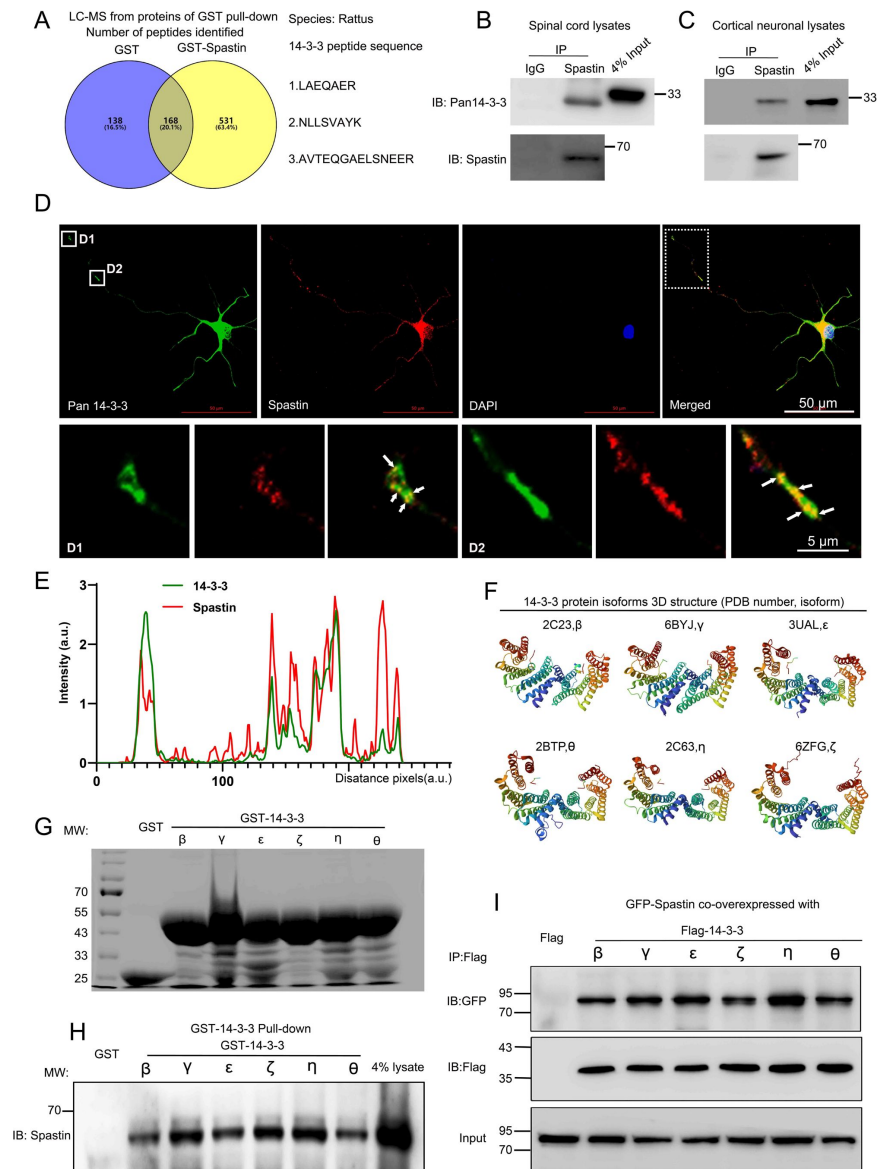 A
LC-MS from proteins of GST pull-down
Number of peptides identified
GST
GST-Spastin
138
(16.5%)
168
(20.1%)
531
(63.4%)
Species: Rattus
14-3-3 peptide sequence
1.LAEQAER
2.NLLSVAYK
3.AVTEQGAELSNEER
B
Spinal cord lysates
IP
IgG
Spastin
4% Input
IB: Pan14-3-3
33
IB: Spastin
70
C
Cortical neuronal lysates
IP
IgG
Spastin
4% Input
33
70
D
D1
D2
Pan 14-3-3
50 μm
Spastin
50 μm
DAPI
50 μm
Merged
50 μm
D1
D2
5 μm
E
14-3-3
Spastin
Intensity (a.u.)
3
2
1
0
0
100
Disatance pixels(a.u.)
F
14-3-3 protein isoforms 3D structure (PDB number, isoform)
2C23,β
6BYJ,γ
3UAL,ε
2BTP,θ
2C63,η
6ZFG,ζ
G
MW:
GST
GST-14-3-3
β γ ε ζ η θ
70
55
43
33
25
H
GST-14-3-3 Pull-down
GST
GST-14-3-3
MW:
β γ ε ζ η θ
4% lysate
70
IB: Spastin
I
GFP-Spastin co-overexpressed with
Flag
Flag-14-3-3
IP:Flag
β γ ε ζ η θ
IB:GFP
95
70
IB:Flag
43
35
Input
95
70